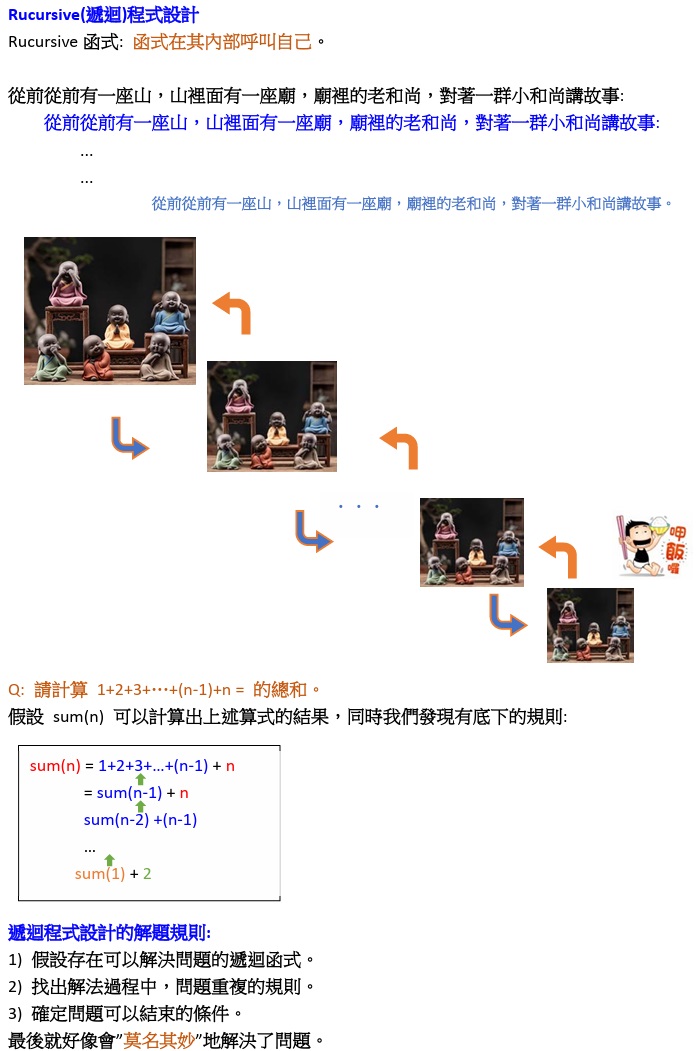 Rucursive(遞迴)程式設計
Rucursive 函式: 函式在其內部呼叫自己。
從前從前有一座山，山裡面有一座廟，廟裡的老和尚，對著一群小和尚講故事:
從前從前有一座山，山裡面有一座廟，廟裡的老和尚，對著一群小和尚講故事:
...
...
從前從前有一座山，山裡面有一座廟，廟裡的老和尚，對著一群小和尚講故事。
· · ·
呷
飯
囉
Q: 請計算 1+2+3+⋯+(n-1)+n = 的總和。
假設 sum(n) 可以計算出上述算式的結果，同時我們發現有底下的規則:
sum(n) = 1+2+3+...+(n-1) + n
= sum(n-1) + n
sum(n-2) +(n-1)
...
sum(1) + 2
遞迴程式設計的解題規則:
1) 假設存在可以解決問題的遞迴函式。
2) 找出解法過程中，問題重複的規則。
3) 確定問題可以結束的條件。
最後就好像會"莫名其妙"地解決了問題。